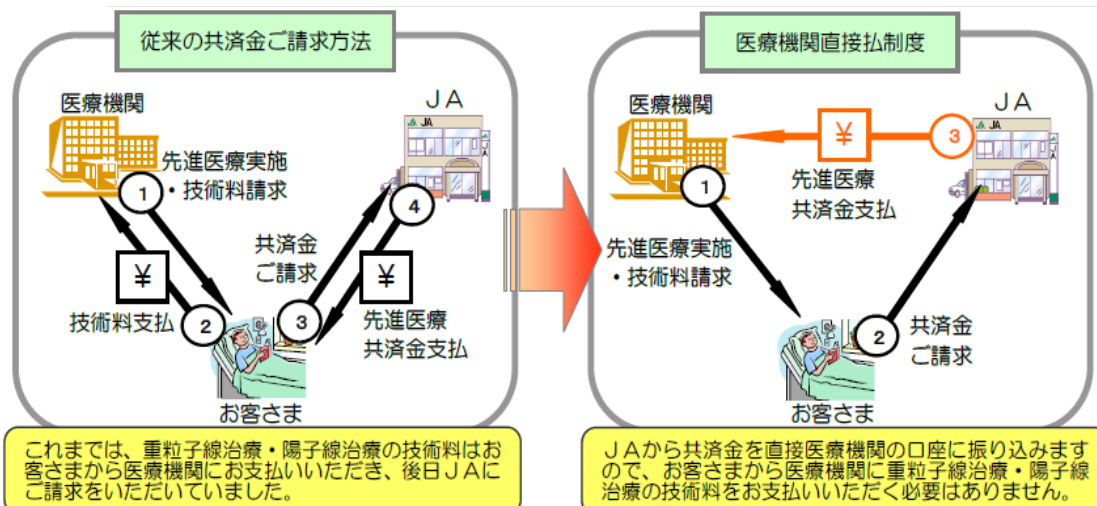 従来の共済金ご請求方法
医療機関
ＪＡ
JA JA
先進医療実施
・技術料請求
1
4
共済金
ご請求
¥
¥
技術料支払
2
3
先進医療
共済金支払
お客さま
これまでは、重粒子線治療・陽子線治療の技術料はお
客さまから医療機関にお支払いいただき、後日ＪＡに
ご請求をいただいていました。
医療機関直接払制度
医療機関
ＪＡ
JA JA
¥
3
先進医療
共済金支払
1
先進医療実施
・技術料請求
2
共済金
ご請求
お客さま
ＪＡから共済金を直接医療機関の口座に振り込みます
ので、お客さまから医療機関に重粒子線治療・陽子線
治療の技術料をお支払いいただく必要はありません。